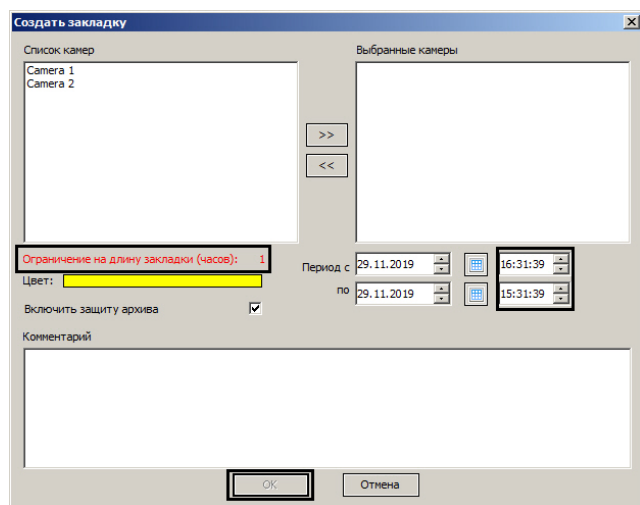 Создать закладку
Список камер
Выбранные камеры
Camera 1
Camera 2
>>
<<
Ограничение на длину закладки (часов): 1
Период с 29.11.2019 16:31:39
Цвет:
по 29.11.2019 15:31:39
Включить защиту архива
Комментарий
OK
Отмена